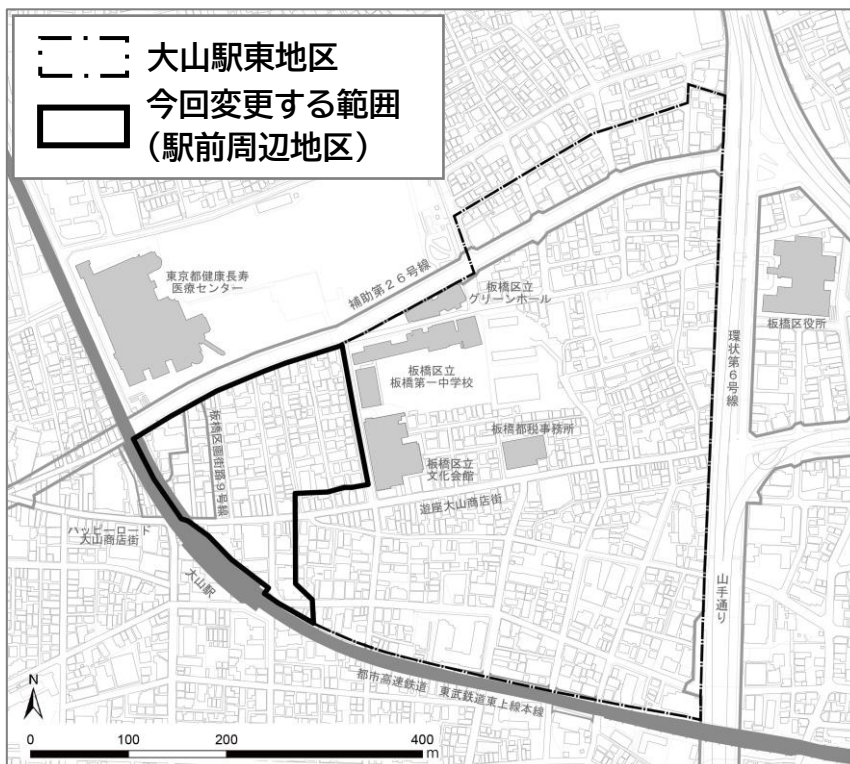 大山駅東地区
今回変更する範囲
（駅前周辺地区）
東京都健康長寿
医療センター
補助第26号線
板橋区立
グリーンホール
板橋区役所
板橋区立
板橋第一中学校
環状第6号線
板橋区画街路9号線
板橋都税事務所
板橋区立
文化会館
遊座大山商店街
ハッピーロード
大山商店街
大山駅
山手通り
都市高速鉄道　東武鉄道東上線本線
N
0 100 200 400
m